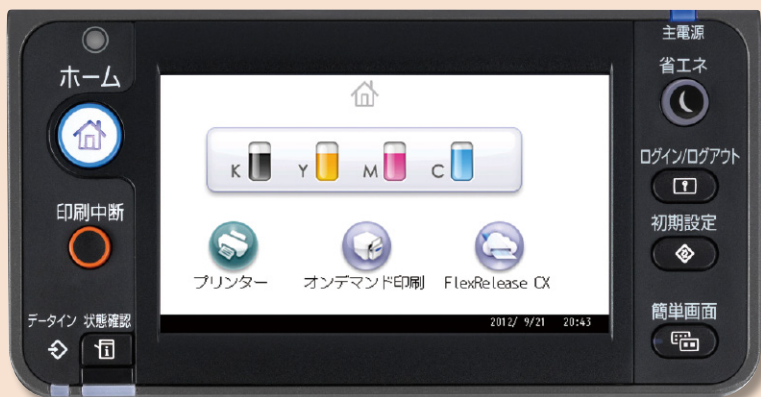 ホーム
印刷中断
データイン 状態確認
K Y M C
プリンター オンデマンド印刷 FlexRelease CX
2012/ 9/21 20:43
主電源
省エネ
ログイン/ログアウト
初期設定
簡単画面